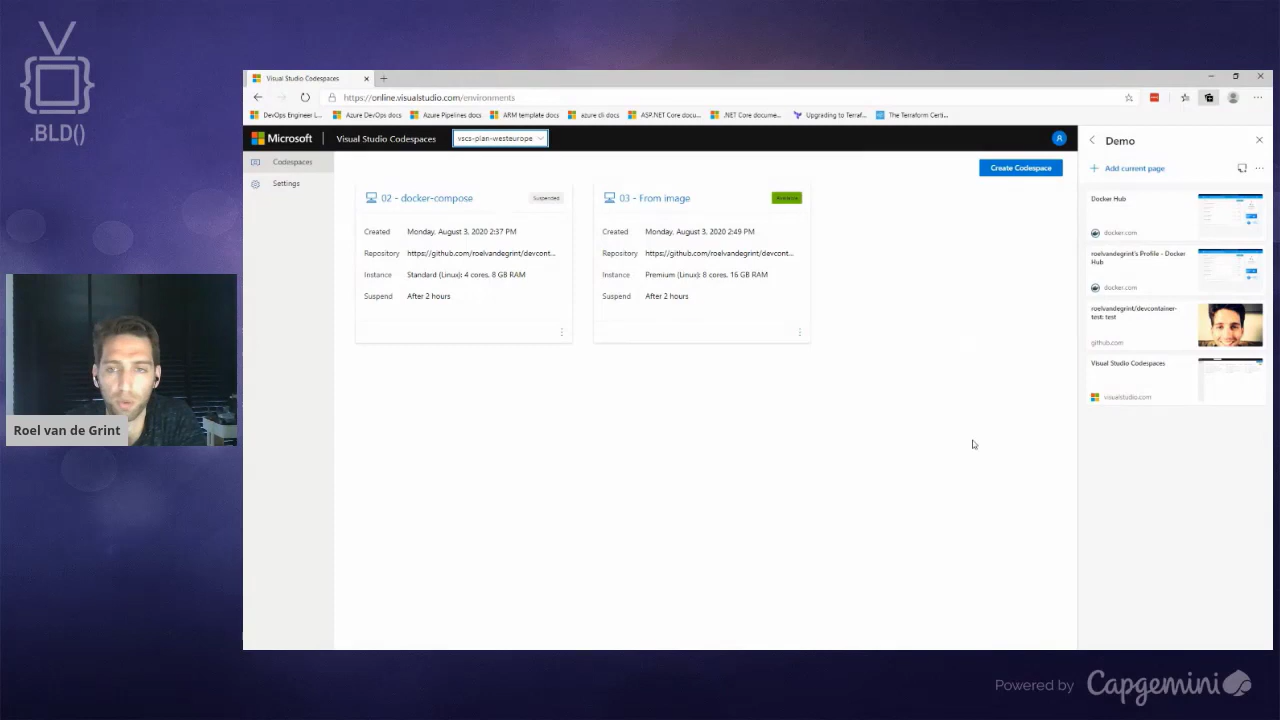 .BLD()
Visual Studio Codespaces
https://online.visualstudio.com/environments
DevOps Engineer L...
Azure DevOps docs
Azure Pipelines docs
ARM template docs
azure cli docs
ASP.NET Core docu...
.NET Core docume...
Upgrading to Terraf...
The Terraform Certi...
Microsoft
Visual Studio Codespaces
vscs-plan-westeurope
Codespaces
Settings
Create Codespace
02 - docker-compose
Suspended
Created Monday, August 3, 2020 2:37 PM
Repository https://github.com/roelvandegrint/devcont...
Instance Standard (Linux): 4 cores, 8 GB RAM
Suspend After 2 hours
03 - From image
Created Monday, August 3, 2020 2:49 PM
Repository https://github.com/roelvandegrint/devcont...
Instance Premium (Linux): 8 cores, 16 GB RAM
Suspend After 2 hours
Demo
Add current page
Docker Hub
docker.com
roelvandegrint's Profile - Docker
Hub
docker.com
roelvandegrint/devcontainer-
test: test
github.com
Visual Studio Codespaces
visualstudio.com
Roel van de Grint
Powered by Capgemini